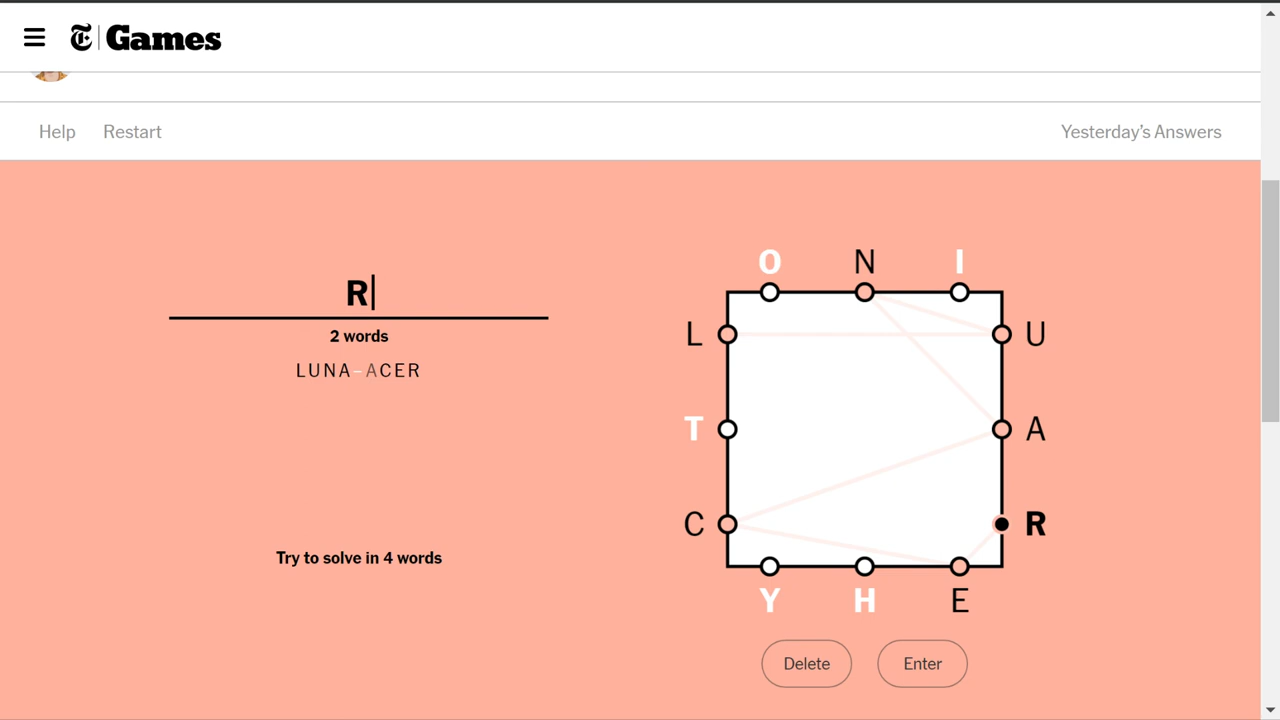 T Games
Help Restart Yesterday's Answers
R
2 words
LUNA – ACER
Try to solve in 4 words
O N I
L U
T A
C R
Y H E
Delete Enter